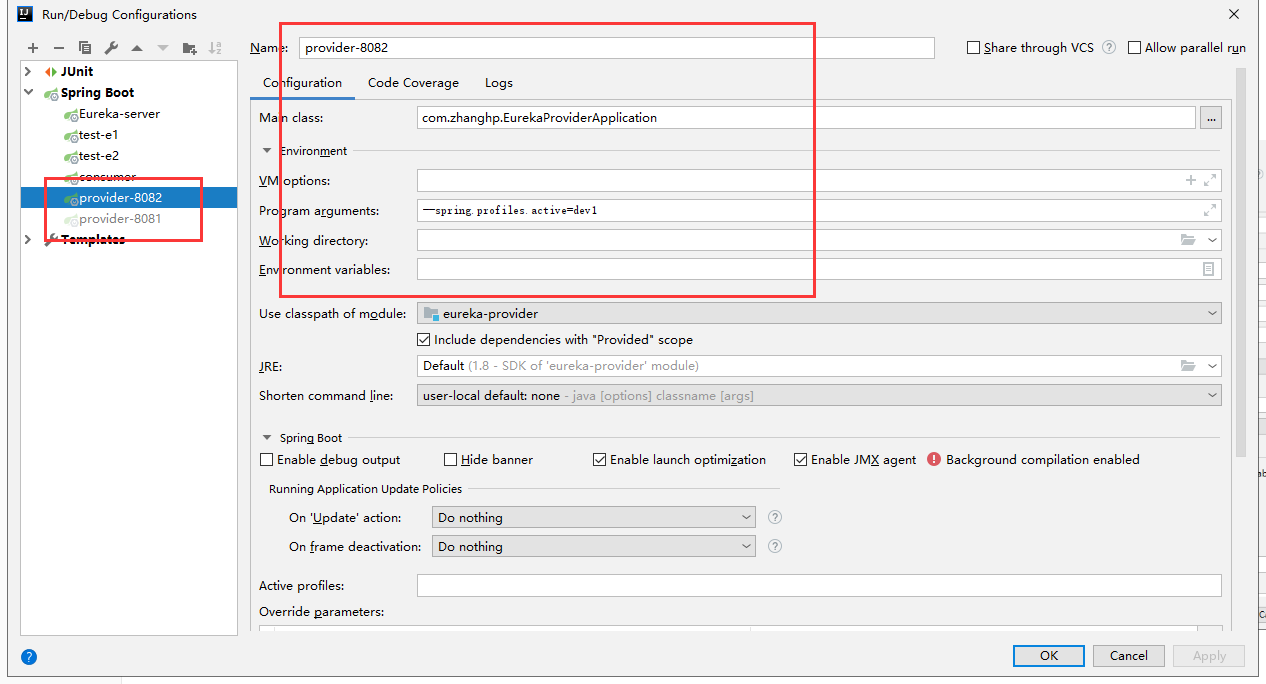 Run/Debug Configurations
JUnit
Spring Boot
Eureka-server
test-e1
test-e2
consumer
provider-8082
provider-8081
Templates
Name: provider-8082
Share through VCS
Allow parallel run
Configuration Code Coverage Logs
Main class: com.zhanghp.EurekaProviderApplication ...
Environment
VM options:
Program arguments: --spring.profiles.active=dev1
Working directory:
Environment variables:
Use classpath of module: eureka-provider
Include dependencies with "Provided" scope
JRE: Default (1.8 - SDK of 'eureka-provider' module)
Shorten command line: user-local default: none - java [options] classname [args]
Spring Boot
Enable debug output Hide banner Enable launch optimization Enable JMX agent Background compilation enabled
Running Application Update Policies
On 'Update' action: Do nothing
On frame deactivation: Do nothing
Active profiles:
Override parameters:
OK Cancel Apply